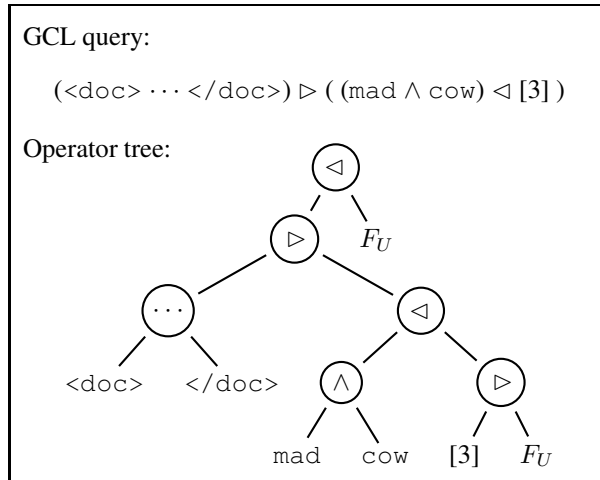 GCL query:
(<doc> ··· </doc>) ▷ ( (mad ∧ cow) ◁ [3] )
Operator tree:
◁
▷ F_U
··· ◁
<doc> </doc> ∧ ▷
mad cow [3] F_U